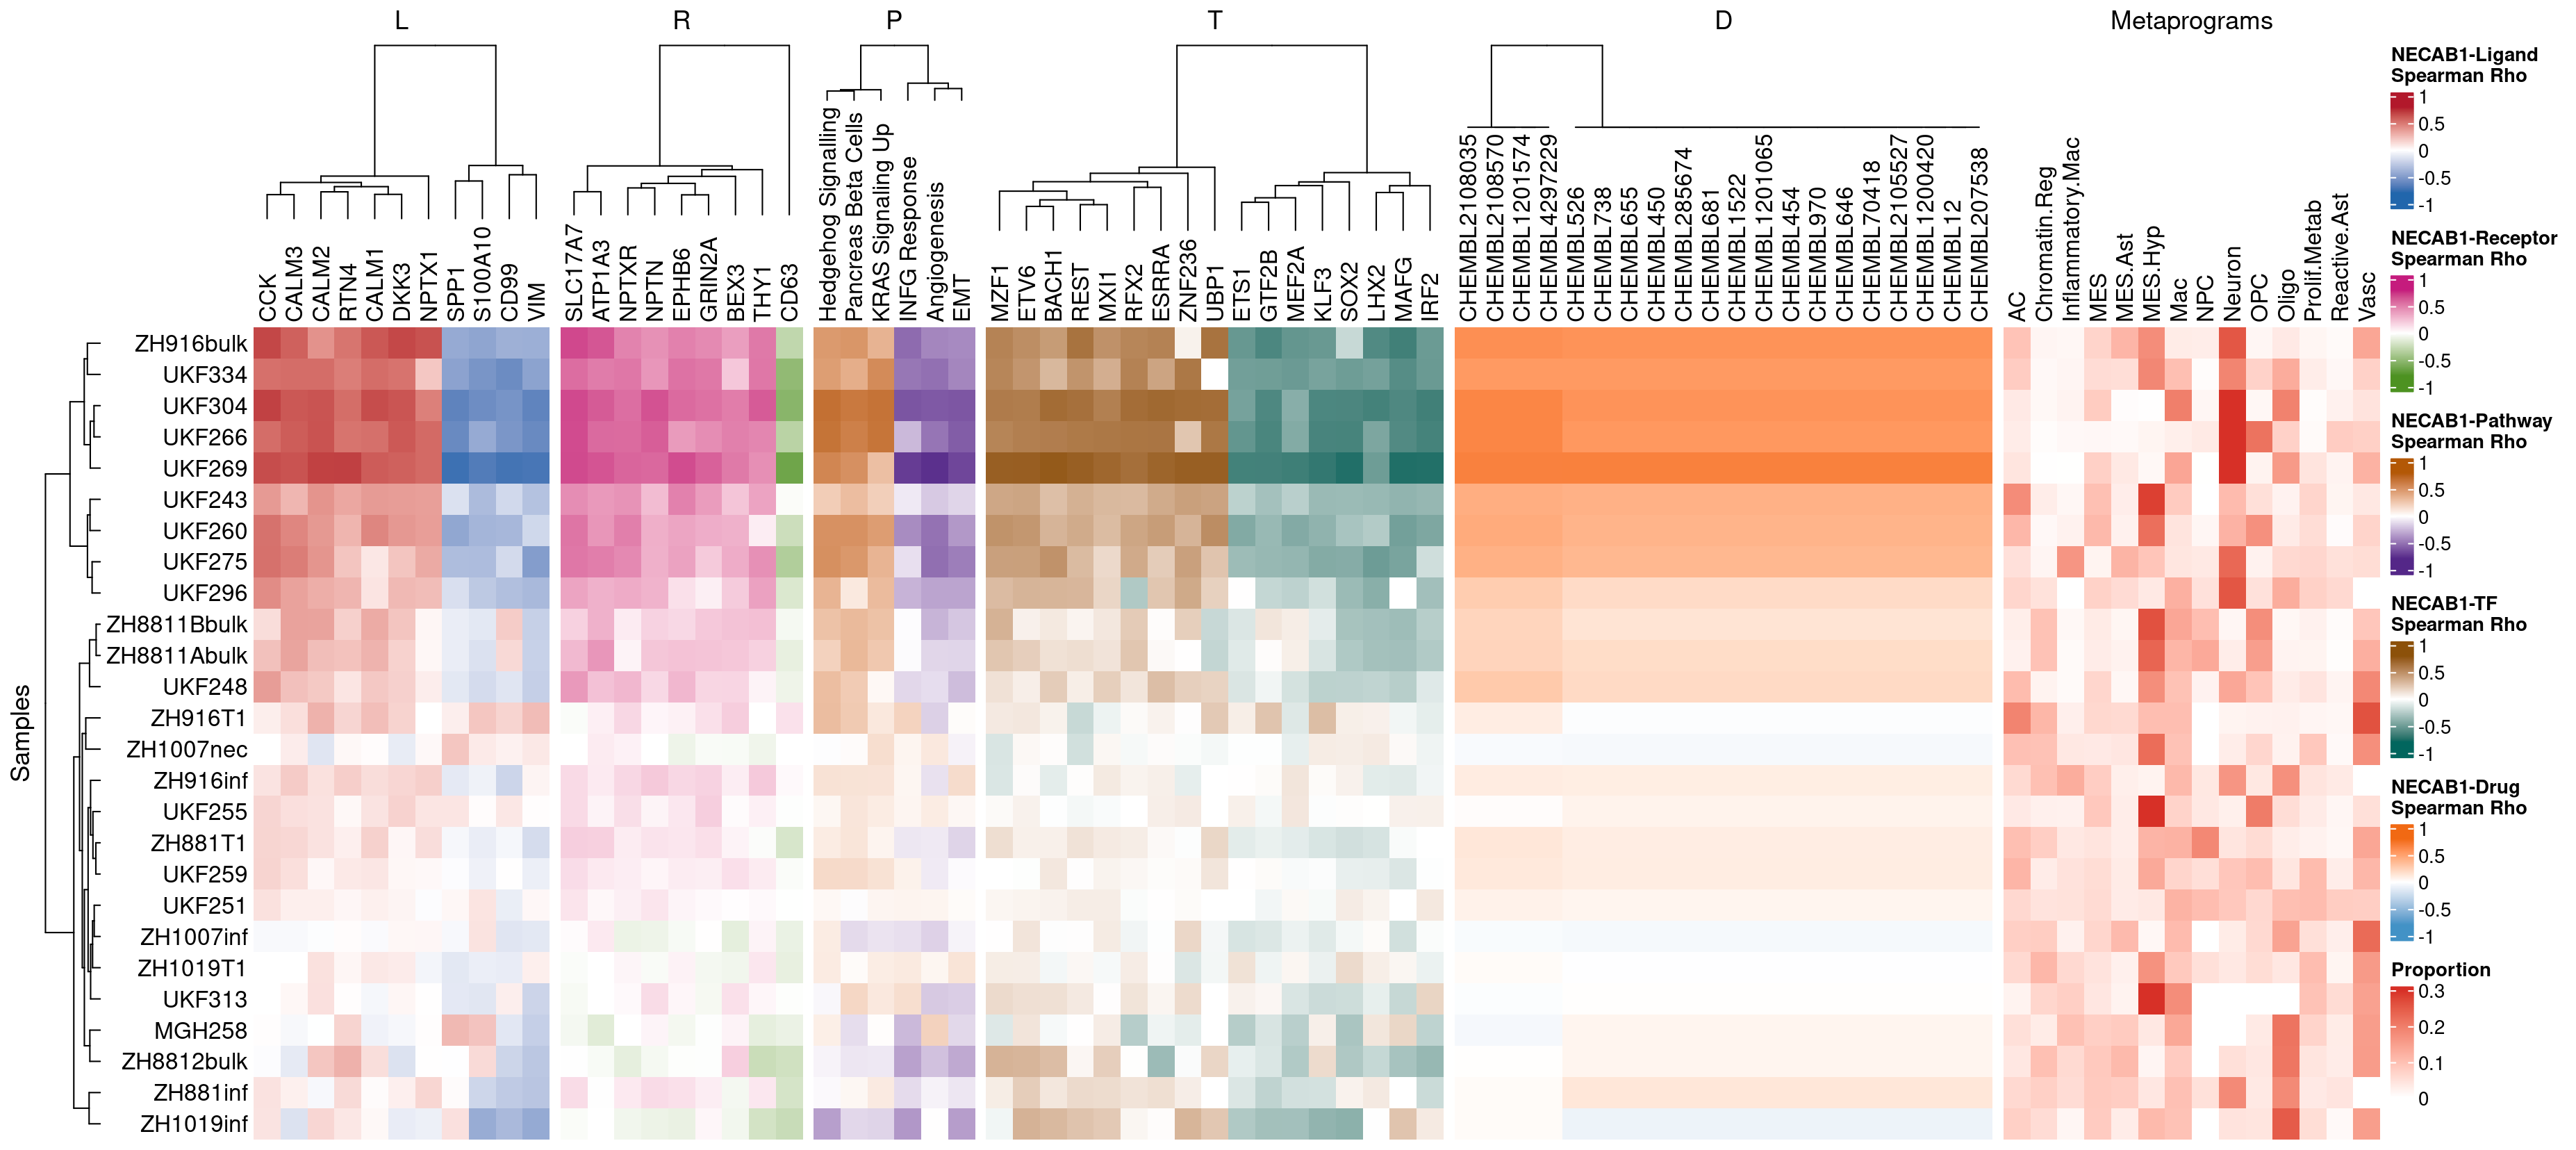 L
R
P
T
D
Metaprograms
CCK
CALM3
CALM2
RTN4
CALM1
DKK3
NPTX1
SPP1
S100A10
CD99
VIM
SLC17A7
ATP1A3
NPTXR
NPTN
EPHB6
GRIN2A
BEX3
THY1
CD63
Hedgehog Signalling
Pancreas Beta Cells
KRAS Signaling Up
INFG Response
Angiogenesis
EMT
MZF1
ETV6
BACH1
REST
MXI1
RFX2
ESRRA
ZNF236
UBP1
ETS1
GTF2B
MEF2A
KLF3
SOX2
LHX2
MAFG
IRF2
CHEMBL2108035
CHEMBL2108570
CHEMBL1201574
CHEMBL4297229
CHEMBL526
CHEMBL738
CHEMBL655
CHEMBL450
CHEMBL285674
CHEMBL681
CHEMBL1522
CHEMBL1201065
CHEMBL454
CHEMBL970
CHEMBL646
CHEMBL70418
CHEMBL2105527
CHEMBL1200420
CHEMBL12
CHEMBL207538
AC
Chromatin.Reg
Inflammatory.Mac
MES
MES.Ast
MES.Hyp
Mac
NPC
Neuron
OPC
Oligo
Prolif.Metab
Reactive.Ast
Vasc
Samples
ZH916bulk
UKF334
UKF304
UKF266
UKF269
UKF243
UKF260
UKF275
UKF296
ZH8811Bbulk
ZH8811Abulk
UKF248
ZH916T1
ZH1007nec
ZH916inf
UKF255
ZH881T1
UKF259
UKF251
ZH1007inf
ZH1019T1
UKF313
MGH258
ZH8812bulk
ZH881inf
ZH1019inf
NECAB1-Ligand
Spearman Rho
1
0.5
0
-0.5
-1
NECAB1-Receptor
Spearman Rho
1
0.5
0
-0.5
-1
NECAB1-Pathway
Spearman Rho
1
0.5
0
-0.5
-1
NECAB1-TF
Spearman Rho
1
0.5
0
-0.5
-1
NECAB1-Drug
Spearman Rho
1
0.5
0
-0.5
-1
Proportion
0.3
0.2
0.1
0